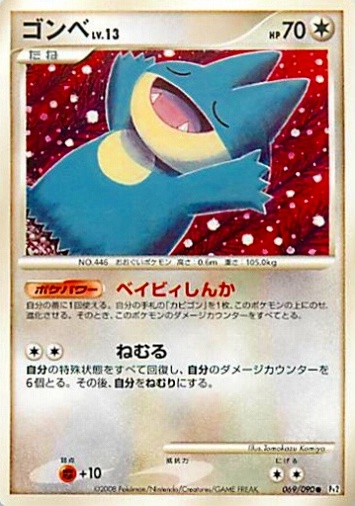 ゴンベ LV.13 HP 70
たね
NO.446 おおぐいポケモン 高さ:0.6m 重さ:105.0kg
ポケパワー ベイビィしんか
自分の番に1回使える。自分の手札の「カビゴン」を1枚、このポケモンの上にのせ、
進化させる。そのとき、このポケモンのダメージカウンターをすべてとる。
ねむる
自分の特殊状態をすべて回復し、自分のダメージカウンターを
6個とる。その後、自分をねむりにする。
Illus. Tomokazu Komiya
弱点 抵抗力 にげる
+10
069/090
©2008 Pokémon/Nintendo/Creatures/GAME FREAK